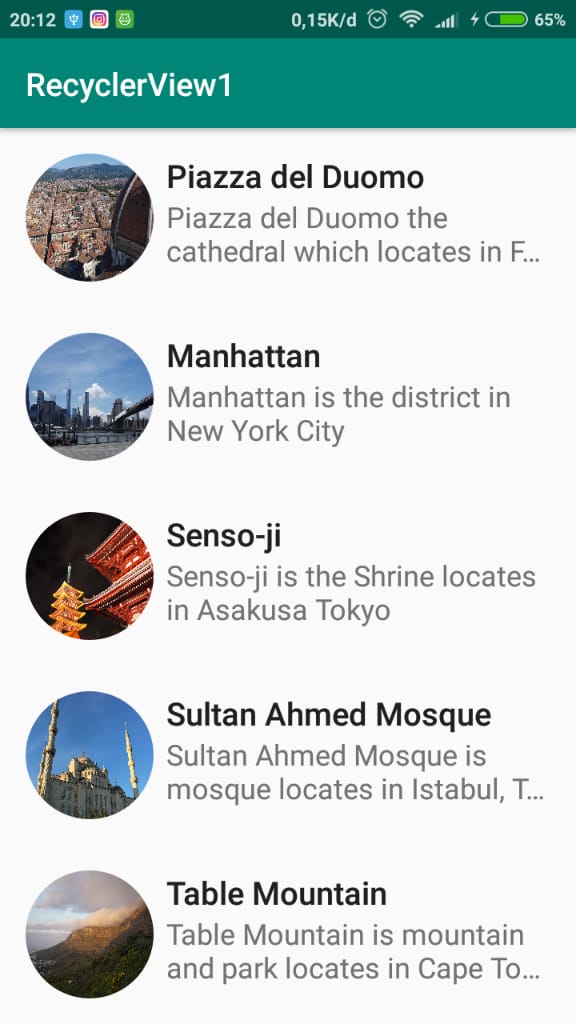 20:12 0,15K/d 65%
RecyclerView1
Piazza del Duomo
Piazza del Duomo the
cathedral which locates in F...
Manhattan
Manhattan is the district in
New York City
Senso-ji
Senso-ji is the Shrine locates
in Asakusa Tokyo
Sultan Ahmed Mosque
Sultan Ahmed Mosque is
mosque locates in Istabul, T...
Table Mountain
Table Mountain is mountain
and park locates in Cape To...